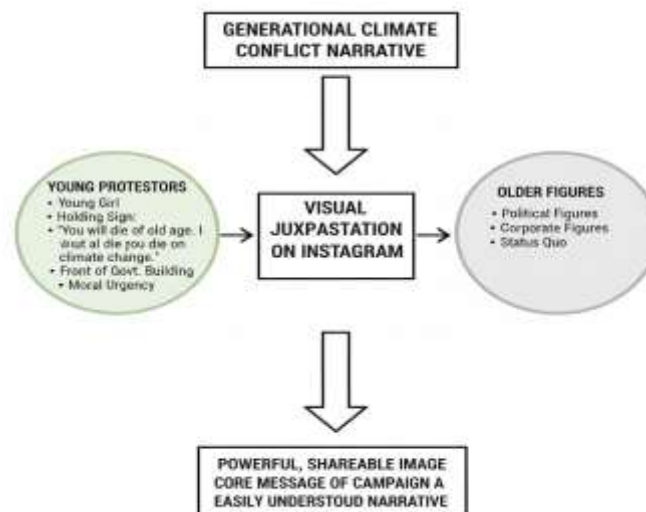 GENERATIONAL CLIMATE
CONFLICT NARRATIVE
YOUNG PROTESTORS
• Young Girl
• Holding Sign:
• "You will die of old age. I
die you die on
climate change."
• Front of Govt. Building
• Moral Urgency
VISUAL
JUXPASTATION
ON INSTAGRAM
OLDER FIGURES
• Political Figures
• Corporate Figures
• Status Quo
POWERFUL, SHAREABLE IMAGE
CORE MESSAGE OF CAMPAIGN A
EASILY UNDERSTOUD NARRATIVE